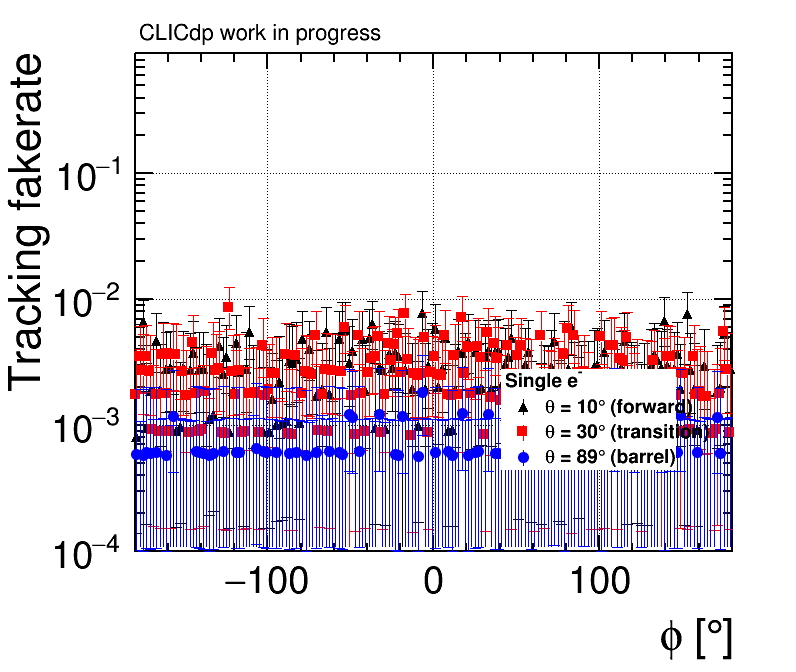 CLICdp work in progress
Tracking fakerate
10⁻¹
10⁻²
10⁻³
10⁻⁴
Single e⁻
θ = 10° (forward)
θ = 30° (transition)
θ = 89° (barrel)
−100 0 100
ϕ [°]